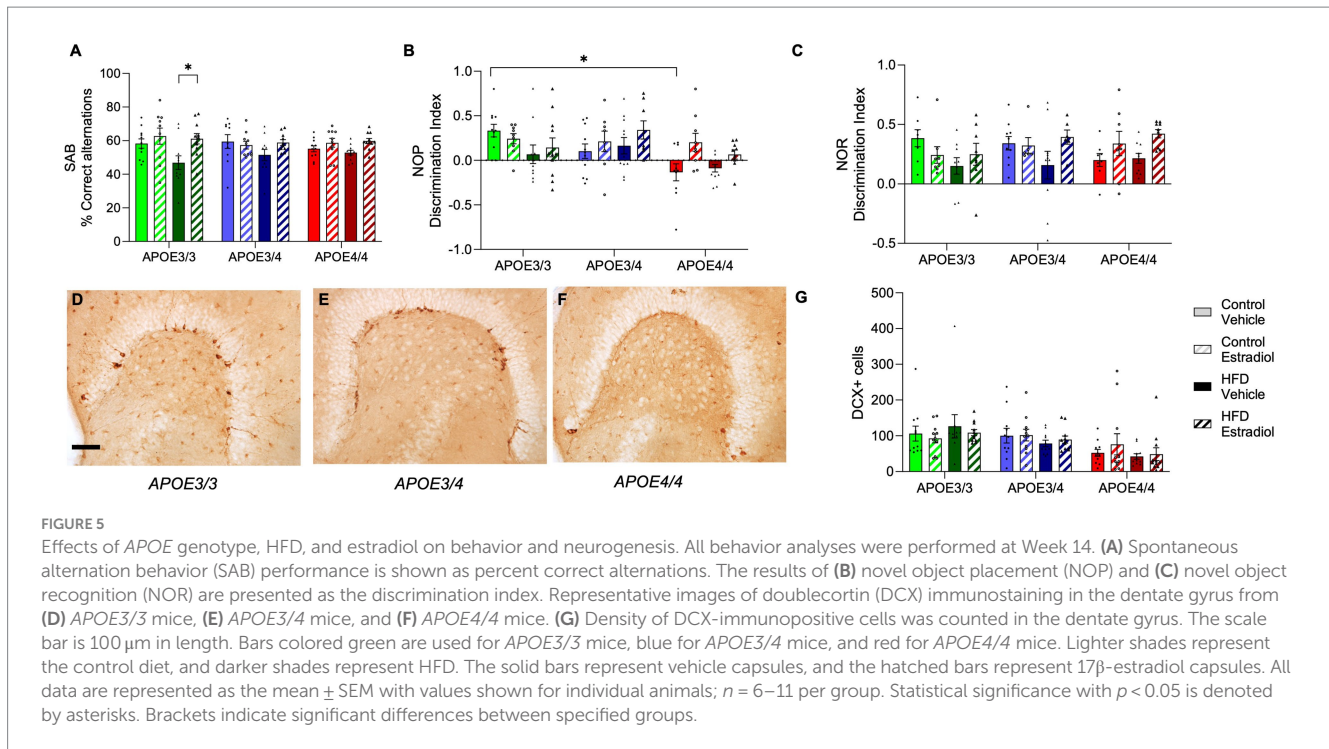 A
SAB
% Correct alternations
100
80
60
40
20
0
*
APOE3/3
APOE3/4
APOE4/4
B
NOP
Discrimination Index
1.0
0.5
0.0
-0.5
-1.0
*
APOE3/3
APOE3/4
APOE4/4
C
NOR
Discrimination Index
1.0
0.5
0.0
-0.5
APOE3/3
APOE3/4
APOE4/4
D
APOE3/3
E
APOE3/4
F
APOE4/4
G
DCX+ cells
500
400
300
200
100
0
APOE3/3
APOE3/4
APOE4/4
Control
Vehicle
Control
Estradiol
HFD
Vehicle
HFD
Estradiol
FIGURE 5
Effects of APOE genotype, HFD, and estradiol on behavior and neurogenesis. All behavior analyses were performed at Week 14. (A) Spontaneous
alternation behavior (SAB) performance is shown as percent correct alternations. The results of (B) novel object placement (NOP) and (C) novel object
recognition (NOR) are presented as the discrimination index. Representative images of doublecortin (DCX) immunostaining in the dentate gyrus from
(D) APOE3/3 mice, (E) APOE3/4 mice, and (F) APOE4/4 mice. (G) Density of DCX-immunopositive cells was counted in the dentate gyrus. The scale
bar is 100 μm in length. Bars colored green are used for APOE3/3 mice, blue for APOE3/4 mice, and red for APOE4/4 mice. Lighter shades represent
the control diet, and darker shades represent HFD. The solid bars represent vehicle capsules, and the hatched bars represent 17β-estradiol capsules. All
data are represented as the mean ± SEM with values shown for individual animals; n = 6–11 per group. Statistical significance with p < 0.05 is denoted
by asterisks. Brackets indicate significant differences between specified groups.